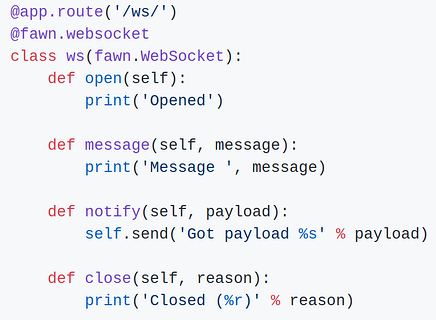 @app.route('/ws/')
@fawn.websocket
class ws(fawn.WebSocket):
    def open(self):
        print('Opened')

    def message(self, message):
        print('Message ', message)

    def notify(self, payload):
        self.send('Got payload %s' % payload)

    def close(self, reason):
        print('Closed (%r)' % reason)